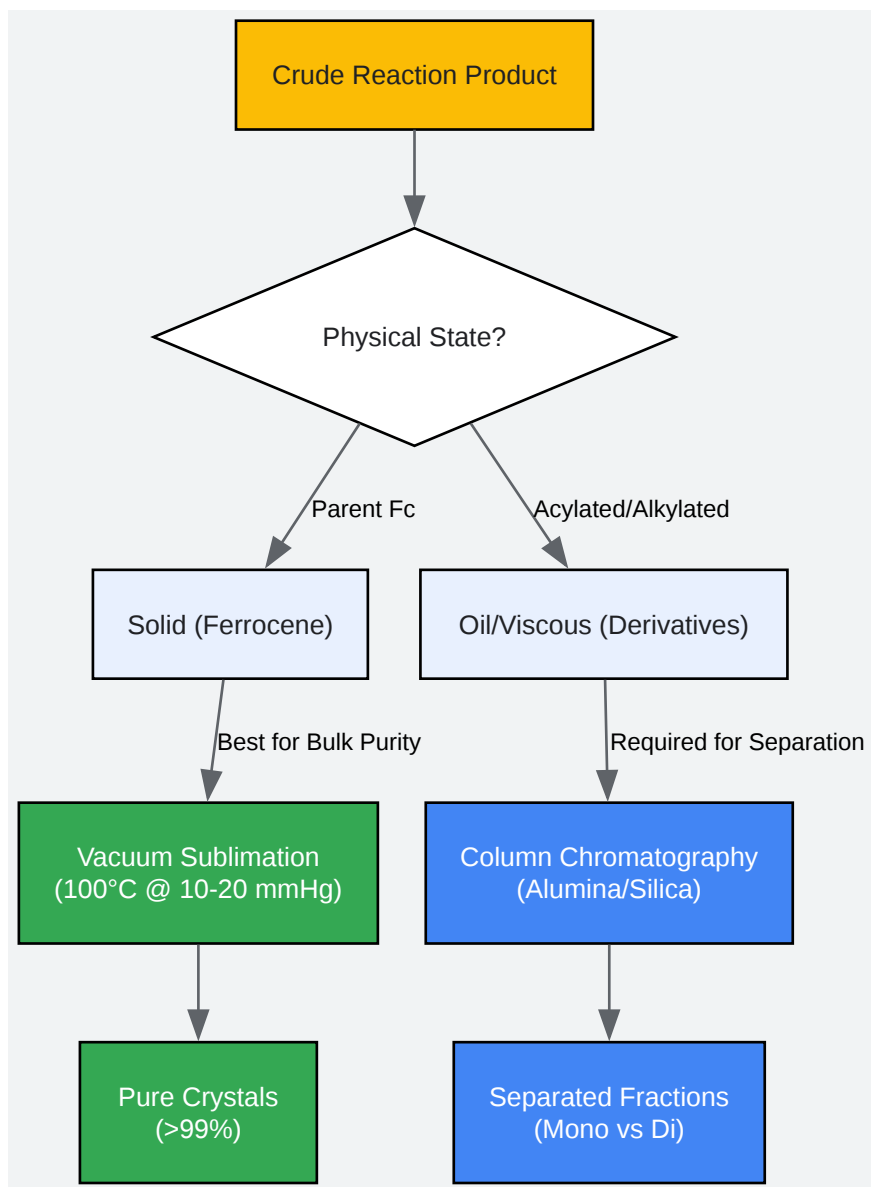 Crude Reaction Product
Physical State?
Parent Fc
Acylated/Alkylated
Solid (Ferrocene)
Oil/Viscous (Derivatives)
Best for Bulk Purity
Required for Separation
Vacuum Sublimation
(100°C @ 10-20 mmHg)
Column Chromatography
(Alumina/Silica)
Pure Crystals
(>99%)
Separated Fractions
(Mono vs Di)